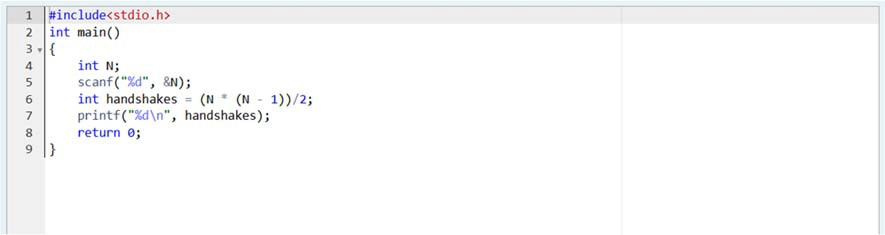 1 #include<stdio.h>
2 int main()
3 {
4 int N;
5 scanf("%d", &N);
6 int handshakes = (N * (N - 1))/2;
7 printf("%d\n", handshakes);
8 return 0;
9 }